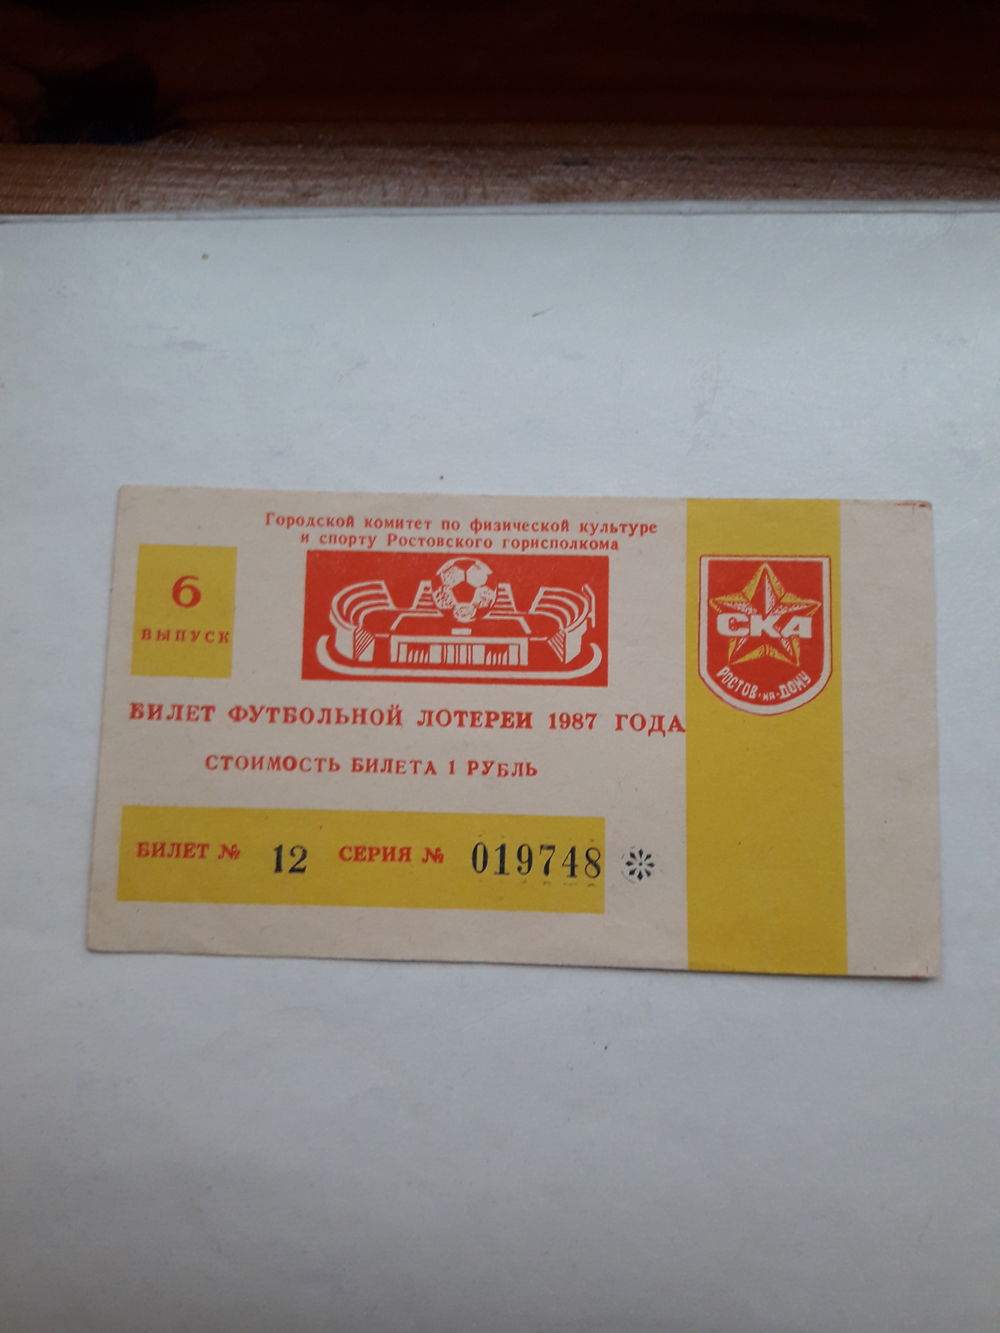 Городской комитет по физической культуре
и спорту Ростовского горисполкома
6
ВЫПУСК
СКА
РОСТОВ-НА-ДОНУ
БИЛЕТ ФУТБОЛЬНОЙ ЛОТЕРЕИ 1987 ГОДА
СТОИМОСТЬ БИЛЕТА 1 РУБЛЬ
БИЛЕТ № 12 СЕРИЯ № 019748